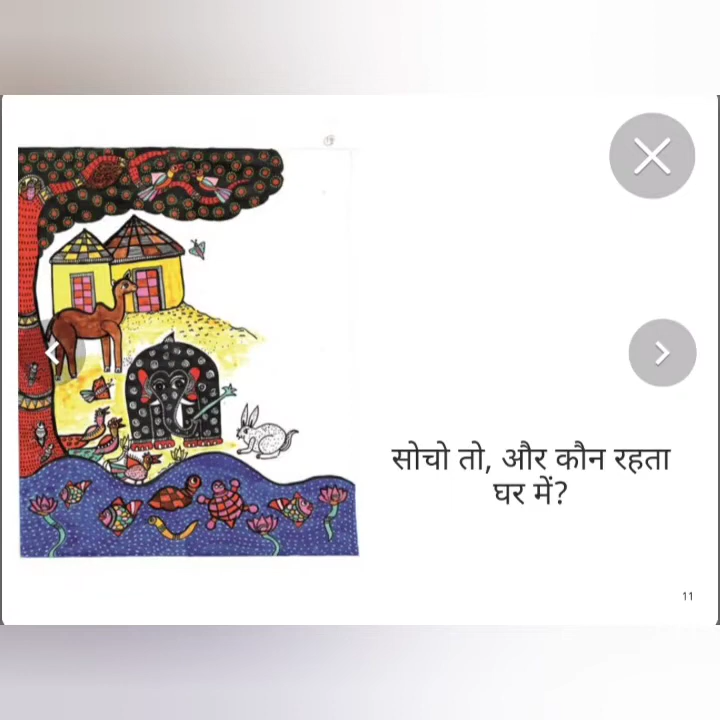 सोचो तो, और कौन रहता
घर में?
11